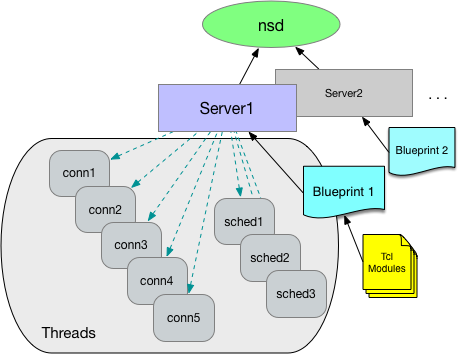 nsd
Server1
Server2
. . .
conn1
conn2
conn3
conn4
conn5
sched1
sched2
sched3
Blueprint 1
Blueprint 2
Tcl
Modules
Threads